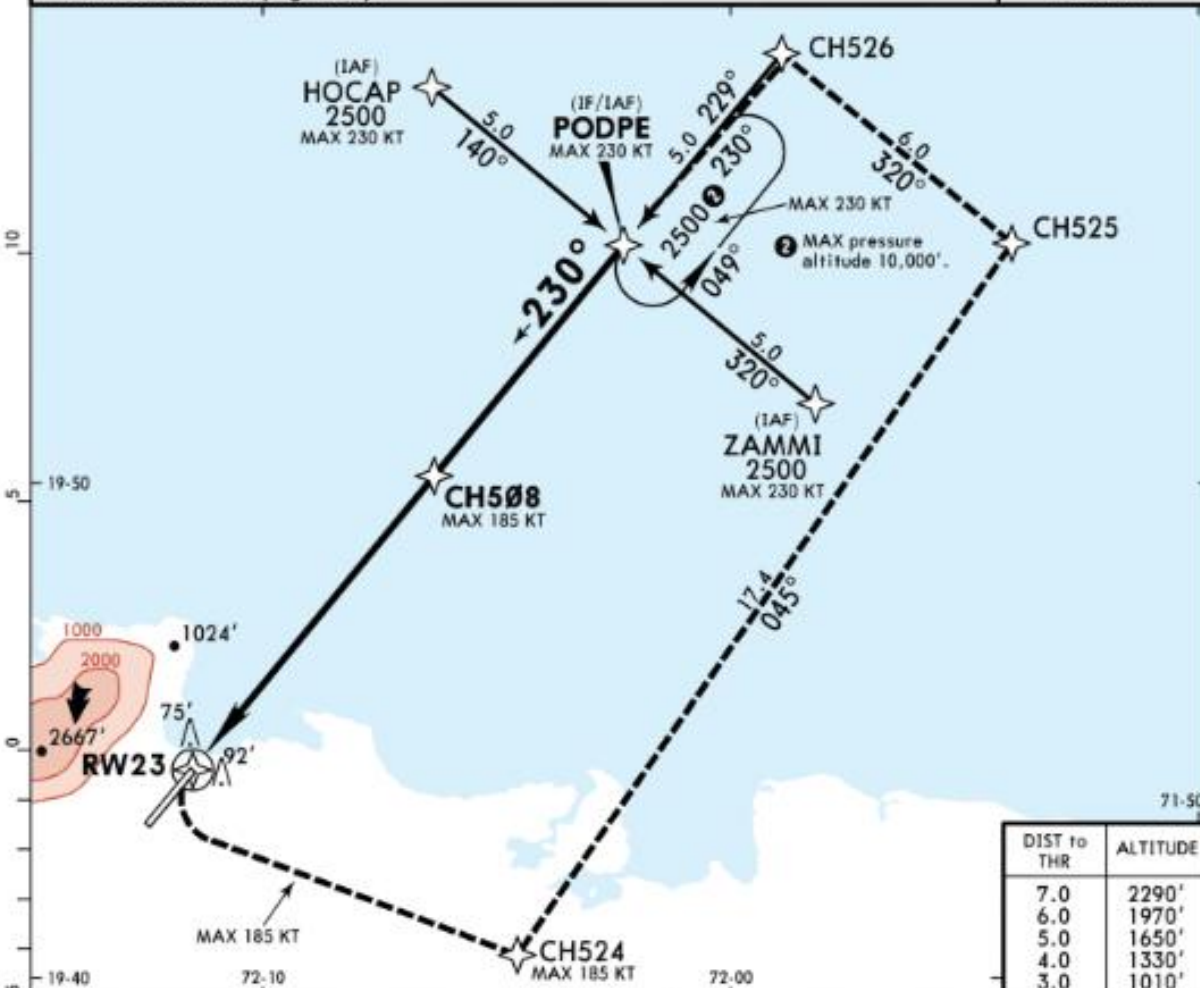 CH526
(IAF)
HOCAP
2500
MAX 230 KT
5.0
140°
(IF/IAF)
PODPE
MAX 230 KT
5.0 229°
2500 ❷ 230°
MAX 230 KT
❷ MAX pressure
altitude 10,000'.
049°
6.0
320°
CH525
10
230°
5.0
320°
(IAF)
ZAMMI
2500
MAX 230 KT
5
19-50
CH5Ø8
MAX 185 KT
17.4
045°
1000
2000
1024'
75'
2667'
0
RW23
92'
71-50
MAX 185 KT
CH524
MAX 185 KT
19-40
72-10
72-00
DIST to
THR
ALTITUDE
7.0 2290'
6.0 1970'
5.0 1650'
4.0 1330'
3.0 1010'